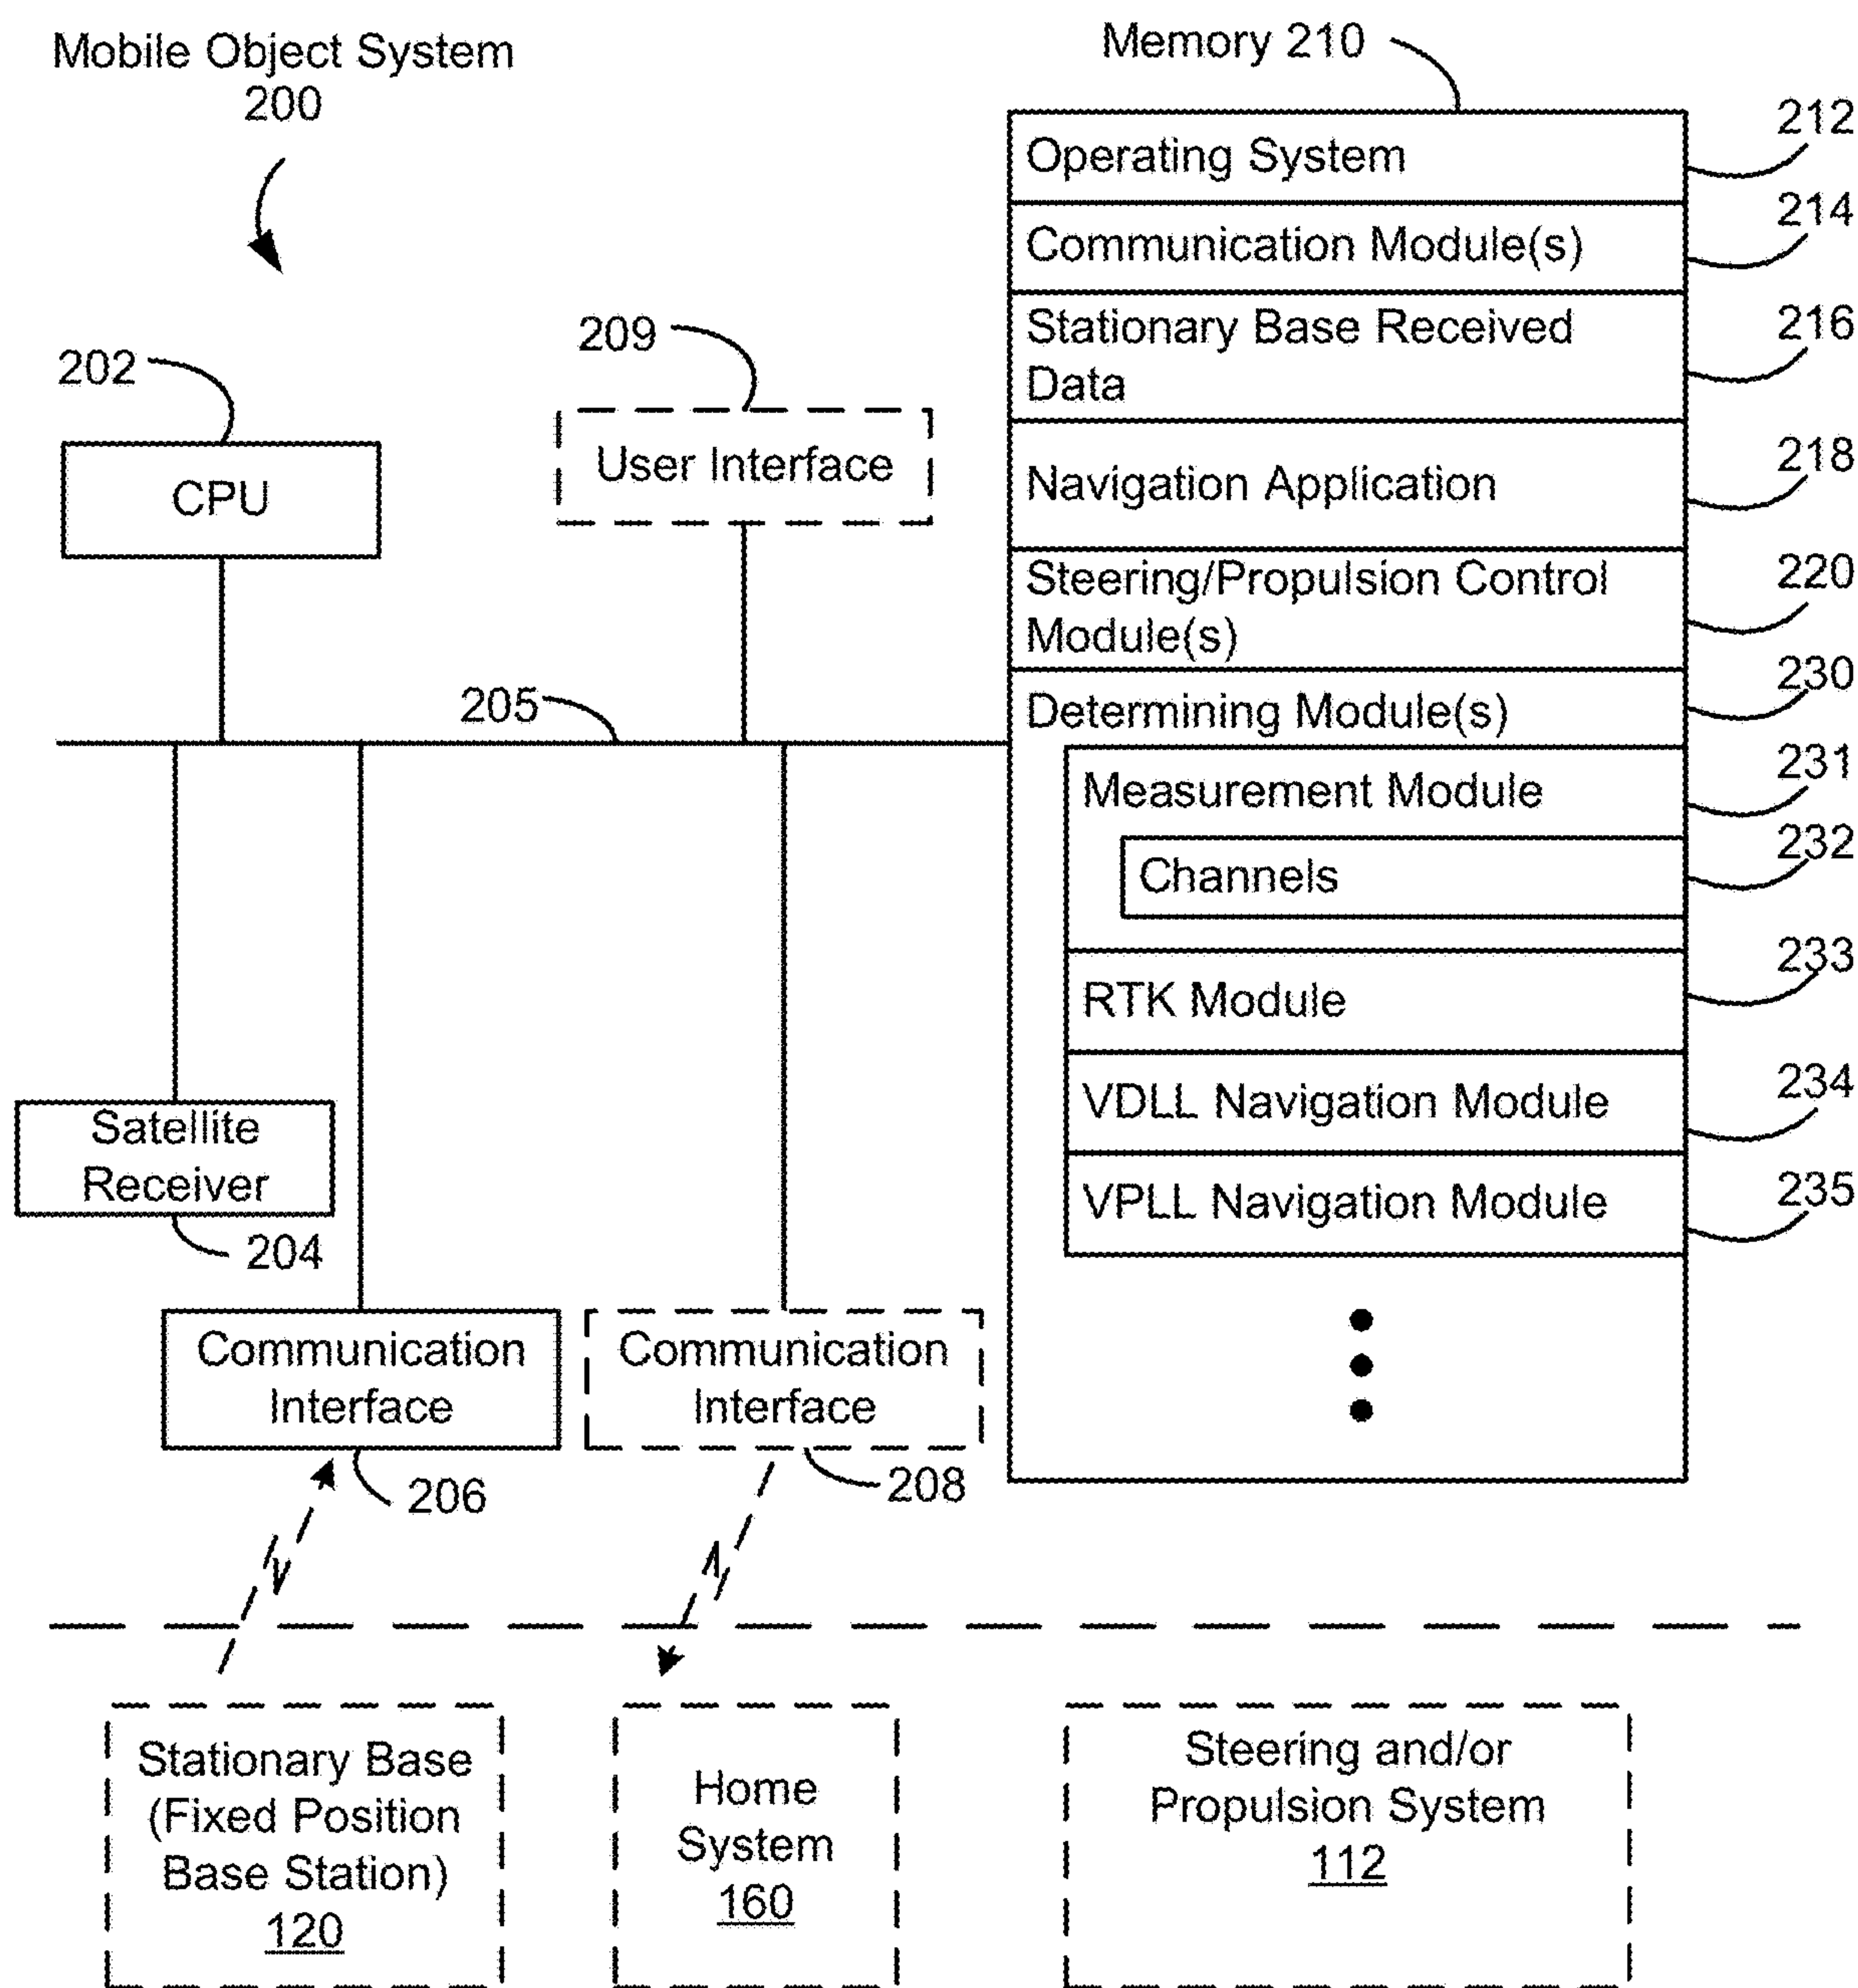 Mobile Object System
200
Memory 210
212
Operating System
214
Communication Module(s)
216
Stationary Base Received
Data
218
Navigation Application
220
Steering/Propulsion Control
Module(s)
230
Determining Module(s)
231
Measurement Module
232
Channels
233
RTK Module
234
VDLL Navigation Module
235
VPLL Navigation Module
202
CPU
209
User Interface
205
Satellite
Receiver
204
Communication
Interface
206
Communication
Interface
208
Stationary Base
(Fixed Position
Base Station)
120
Home
System
160
Steering and/or
Propulsion System
112